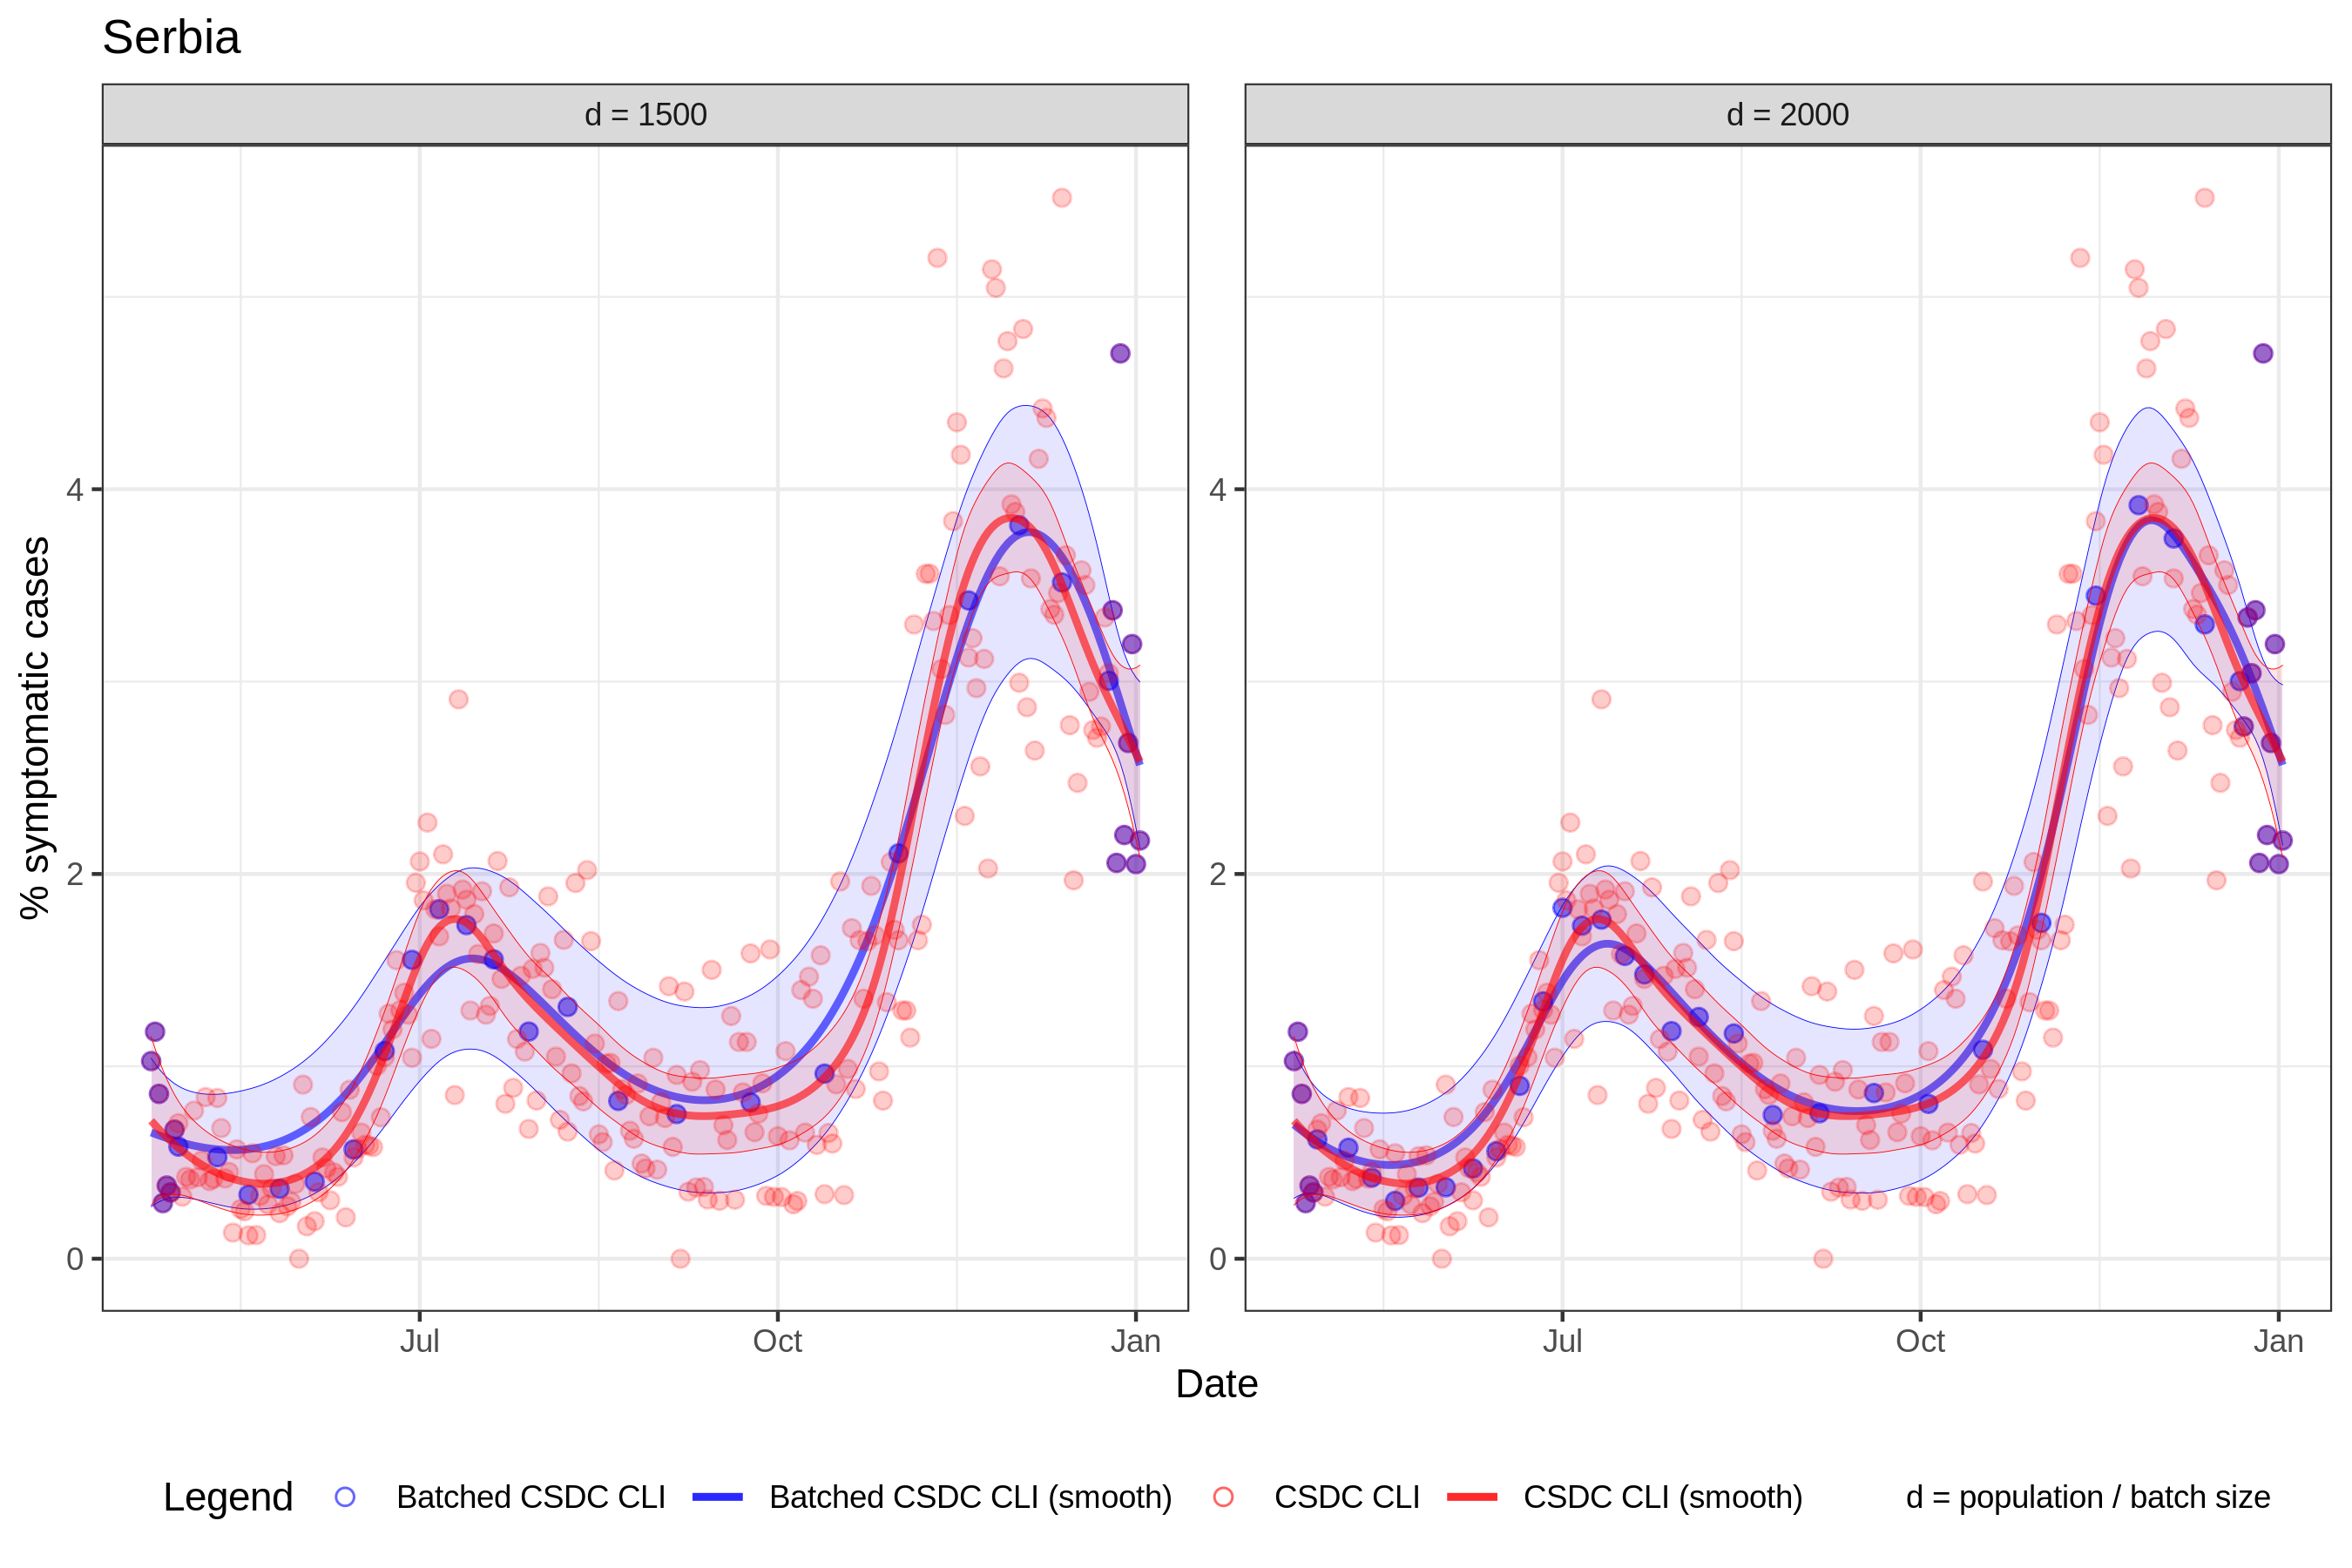 Serbia
d = 1500
d = 2000
% symptomatic cases
4
2
0
4
2
0
Jul
Oct
Jan
Jul
Oct
Jan
Date
Legend
Batched CSDC CLI
Batched CSDC CLI (smooth)
CSDC CLI
CSDC CLI (smooth)
d = population / batch size